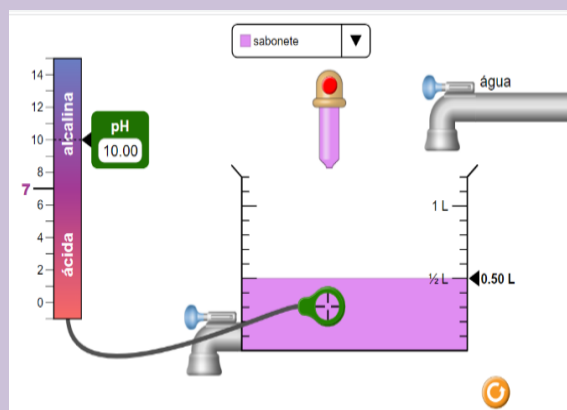 sabonete
água
14
12
10
8
7
6
4
2
0
alcalina
ácida
pH
10.00
1 L
½ L
0.50 L